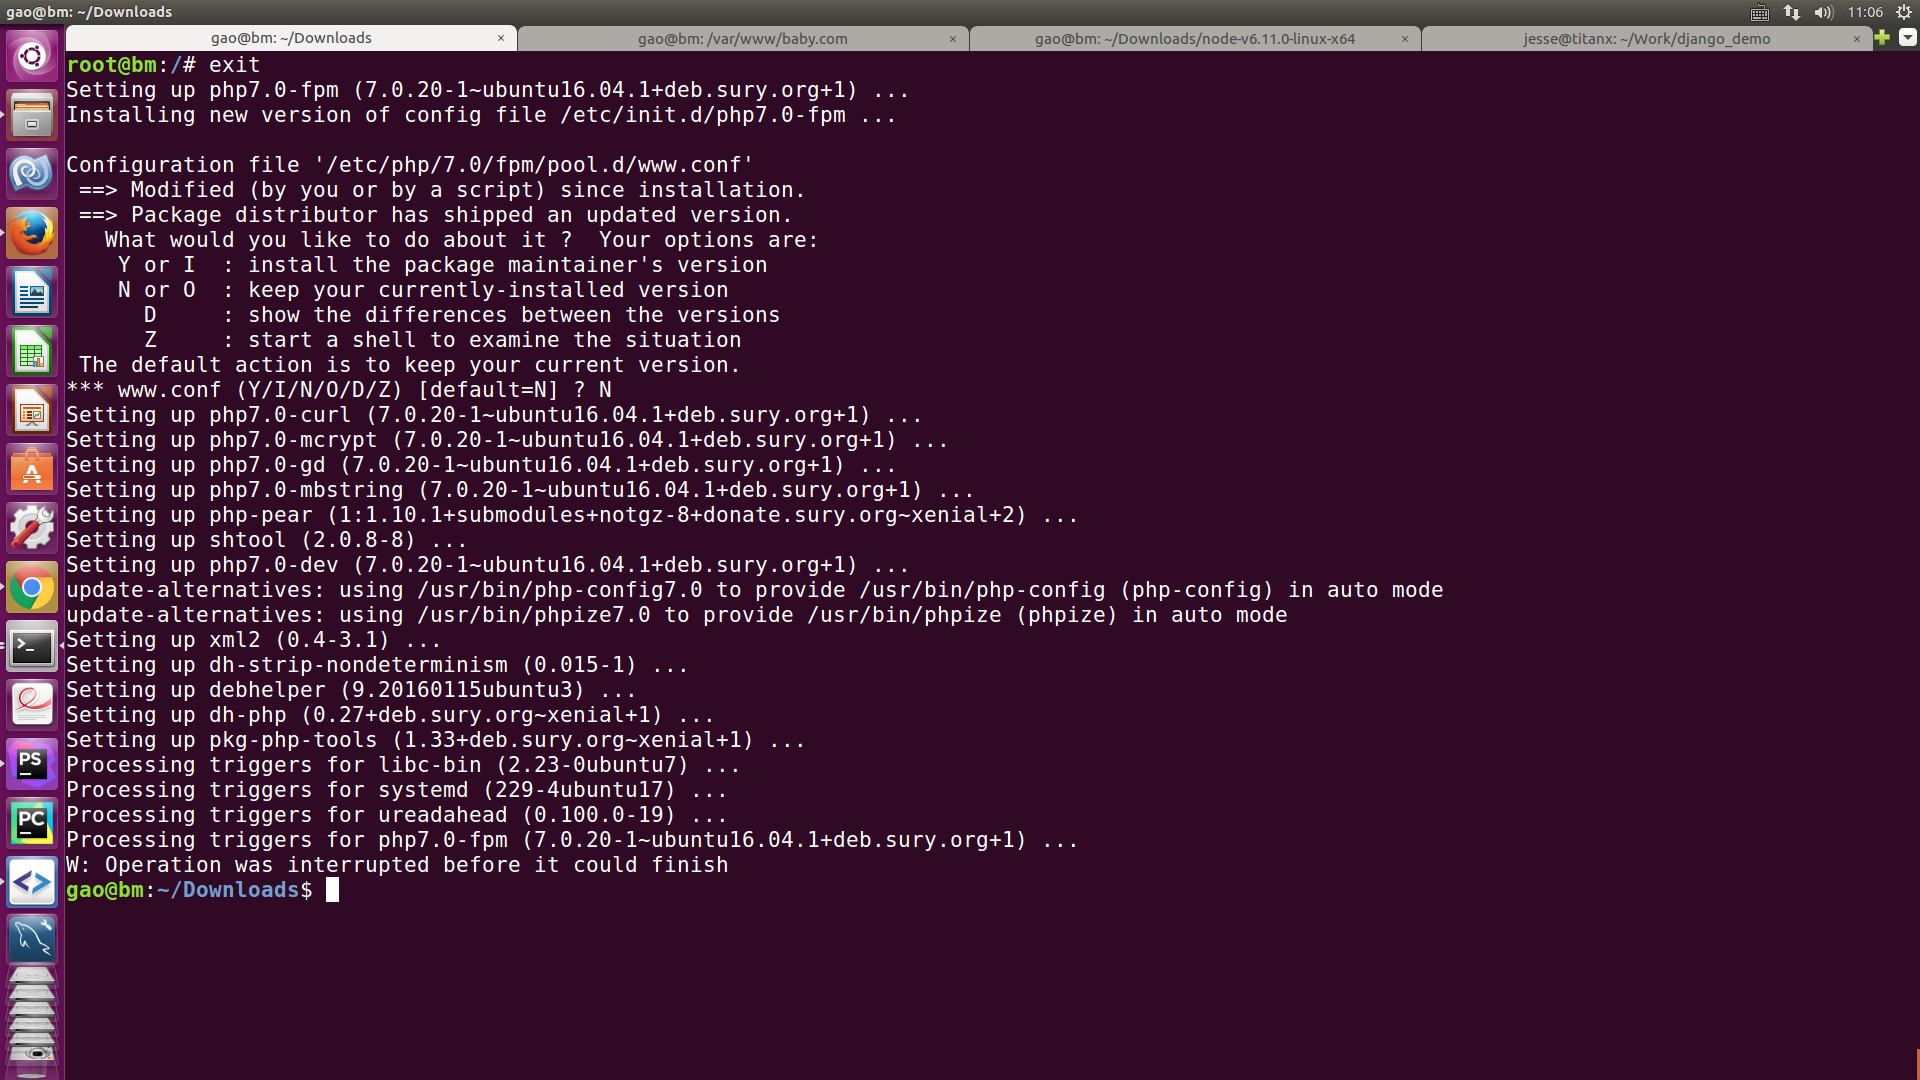 gao@bm: ~/Downloads
11:06
gao@bm: ~/Downloads ×
gao@bm: /var/www/baby.com ×
gao@bm: ~/Downloads/node-v6.11.0-linux-x64 ×
jesse@titanx: ~/Work/django_demo ×
root@bm:/# exit
Setting up php7.0-fpm (7.0.20-1~ubuntu16.04.1+deb.sury.org+1) ...
Installing new version of config file /etc/init.d/php7.0-fpm ...
Configuration file '/etc/php/7.0/fpm/pool.d/www.conf'
 ==> Modified (by you or by a script) since installation.
 ==> Package distributor has shipped an updated version.
   What would you like to do about it ?  Your options are:
    Y or I  : install the package maintainer's version
    N or O  : keep your currently-installed version
      D     : show the differences between the versions
      Z     : start a shell to examine the situation
 The default action is to keep your current version.
*** www.conf (Y/I/N/O/D/Z) [default=N] ? N
Setting up php7.0-curl (7.0.20-1~ubuntu16.04.1+deb.sury.org+1) ...
Setting up php7.0-mcrypt (7.0.20-1~ubuntu16.04.1+deb.sury.org+1) ...
Setting up php7.0-gd (7.0.20-1~ubuntu16.04.1+deb.sury.org+1) ...
Setting up php7.0-mbstring (7.0.20-1~ubuntu16.04.1+deb.sury.org+1) ...
Setting up php-pear (1:1.10.1+submodules+notgz-8+donate.sury.org~xenial+2) ...
Setting up shtool (2.0.8-8) ...
Setting up php7.0-dev (7.0.20-1~ubuntu16.04.1+deb.sury.org+1) ...
update-alternatives: using /usr/bin/php-config7.0 to provide /usr/bin/php-config (php-config) in auto mode
update-alternatives: using /usr/bin/phpize7.0 to provide /usr/bin/phpize (phpize) in auto mode
Setting up xml2 (0.4-3.1) ...
Setting up dh-strip-nondeterminism (0.015-1) ...
Setting up debhelper (9.20160115ubuntu3) ...
Setting up dh-php (0.27+deb.sury.org~xenial+1) ...
Setting up pkg-php-tools (1.33+deb.sury.org~xenial+1) ...
Processing triggers for libc-bin (2.23-0ubuntu7) ...
Processing triggers for systemd (229-4ubuntu17) ...
Processing triggers for ureadahead (0.100.0-19) ...
Processing triggers for php7.0-fpm (7.0.20-1~ubuntu16.04.1+deb.sury.org+1) ...
W: Operation was interrupted before it could finish
gao@bm:~/Downloads$
PS
PC